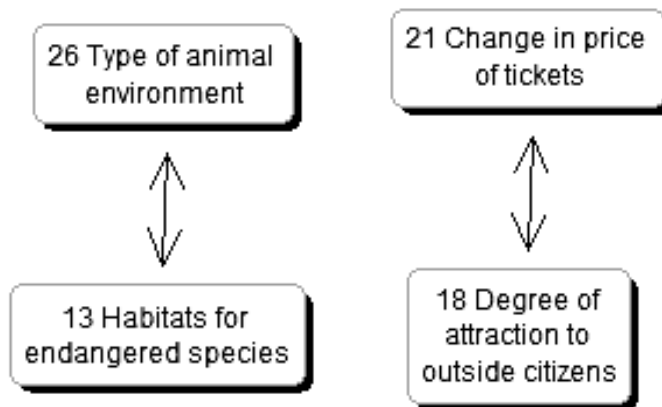 26 Type of animal
environment
21 Change in price
of tickets
13 Habitats for
endangered species
18 Degree of
attraction to
outside citizens